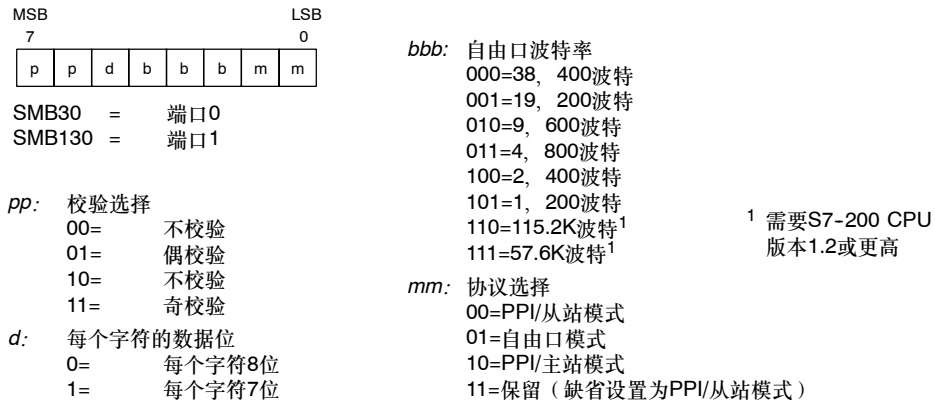 MSB LSB
7 0
p p d b b b m m
SMB30 = 端口0
SMB130 = 端口1
pp: 校验选择
00= 不校验
01= 偶校验
10= 不校验
11= 奇校验
d: 每个字符的数据位
0= 每个字符8位
1= 每个字符7位
bbb: 自由口波特率
000=38，400波特
001=19，200波特
010=9，600波特
011=4，800波特
100=2，400波特
101=1，200波特
110=115.2K波特1
111=57.6K波特1
mm: 协议选择
00=PPI/从站模式
01=自由口模式
10=PPI/主站模式
11=保留（缺省设置为PPI/从站模式）
1 需要S7-200 CPU
版本1.2或更高